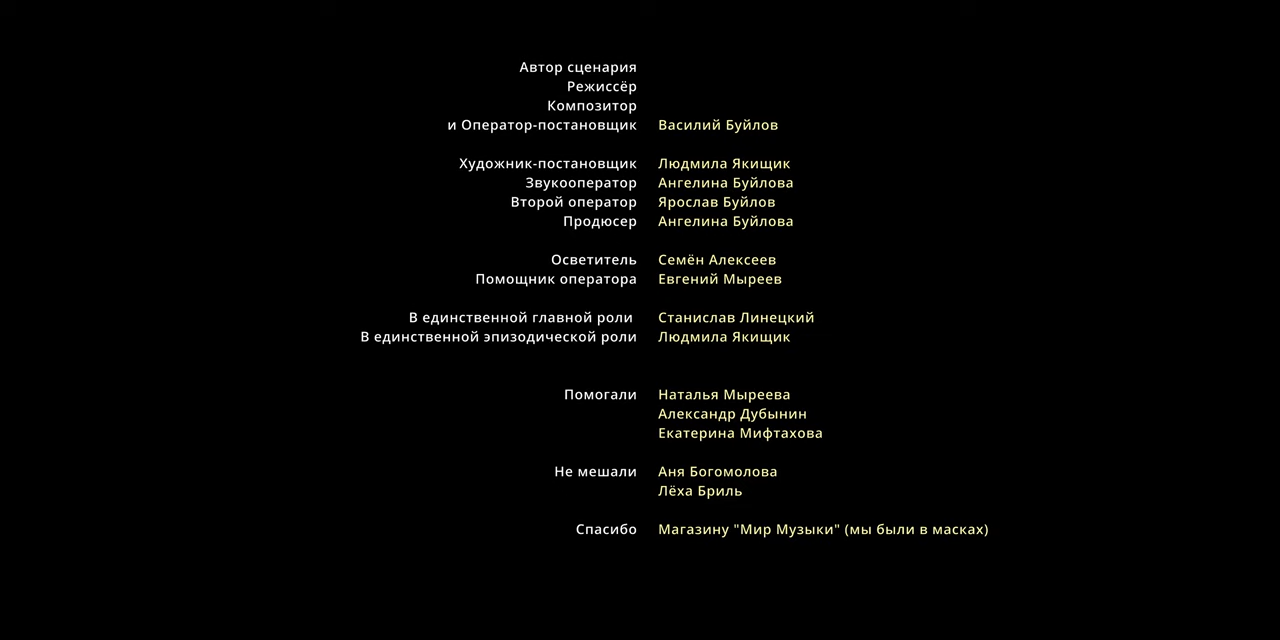 Автор сценария
Режиссёр
Композитор
и Оператор-постановщик Василий Буйлов
Художник-постановщик Людмила Якищик
Звукооператор Ангелина Буйлова
Второй оператор Ярослав Буйлов
Продюсер Ангелина Буйлова
Осветитель Семён Алексеев
Помощник оператора Евгений Мыреев
В единственной главной роли Станислав Линецкий
В единственной эпизодической роли Людмила Якищик
Помогали Наталья Мыреева
Александр Дубынин
Екатерина Мифтахова
Не мешали Аня Богомолова
Лёха Бриль
Спасибо Магазину "Мир Музыки" (мы были в масках)